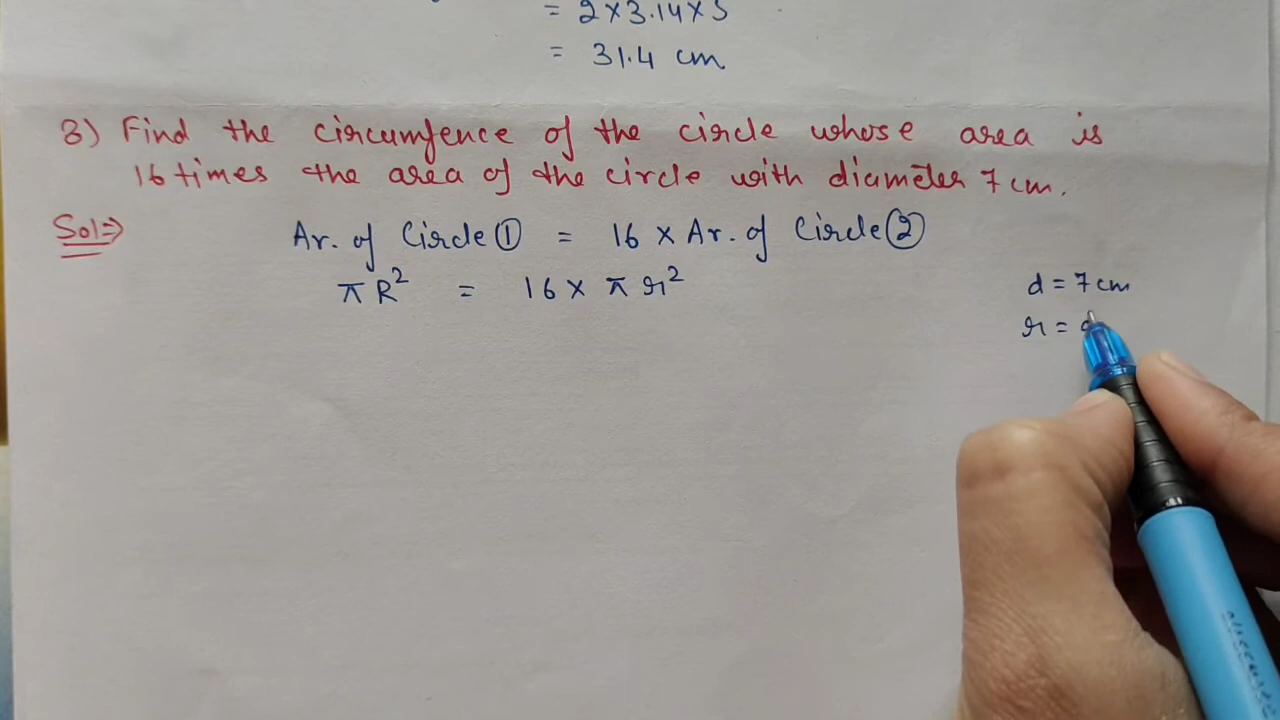 = 2×3.14×5
= 31.4 cm
3) Find the circumfence of the circle whose area is
16 times the area of the circle with diameter 7 cm.
Sol⇒
Ar. of Circle ① = 16 × Ar. of Circle ②
πR² = 16 × πr²
d = 7 cm
r =